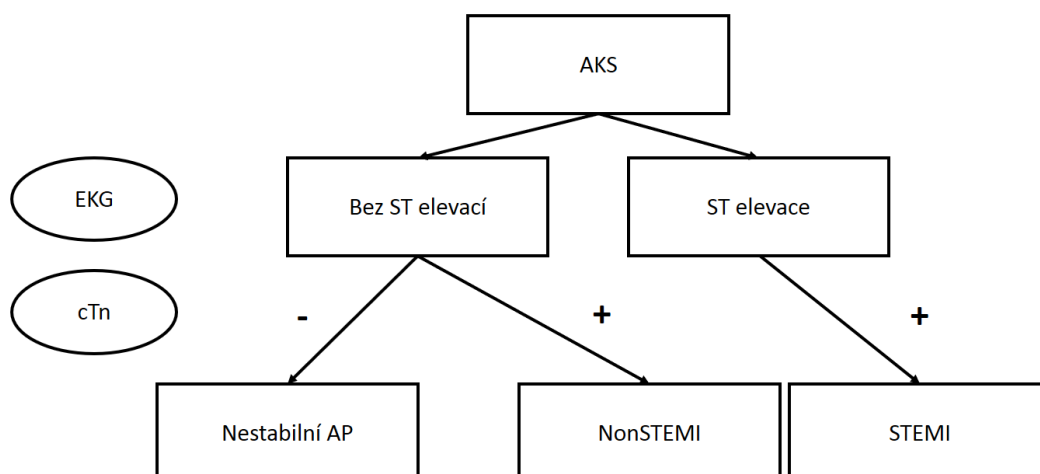 AKS
EKG
Bez ST elevací
ST elevace
cTn
-
+
+
Nestabilní AP
NonSTEMI
STEMI